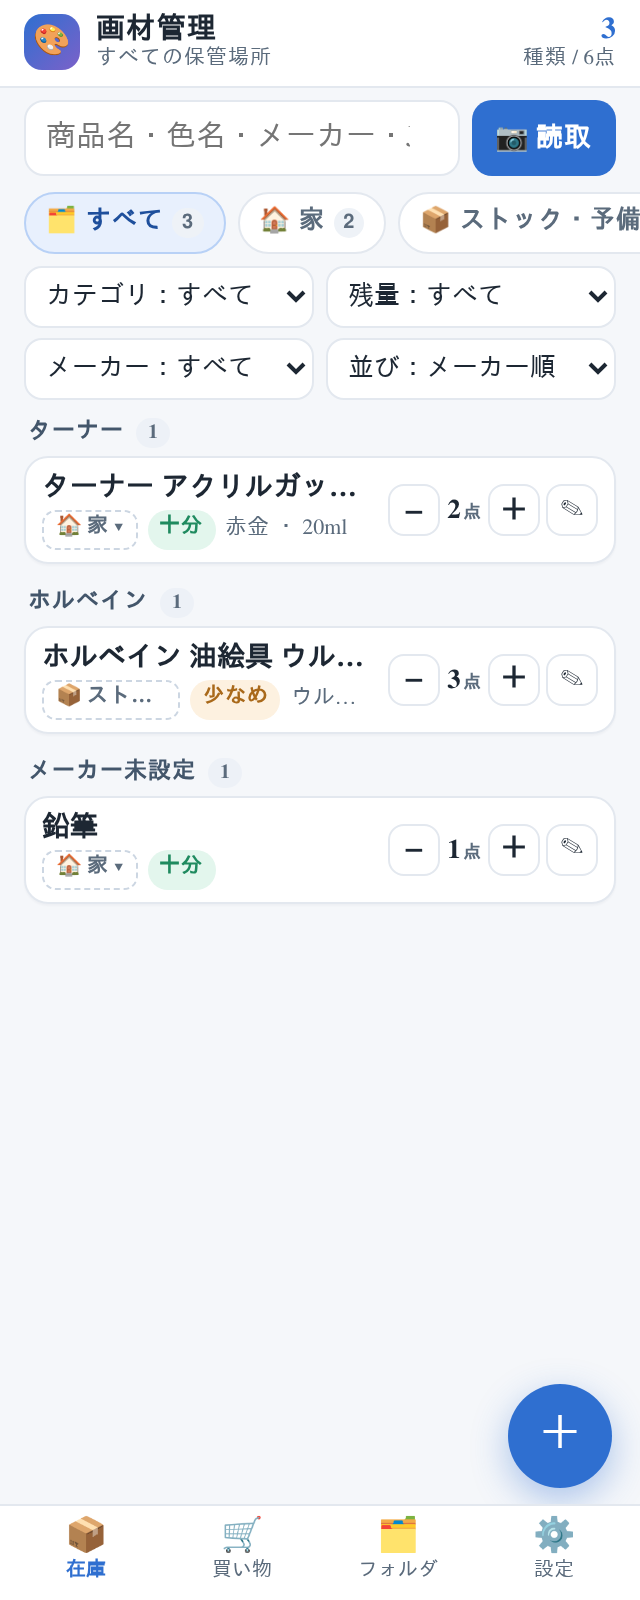 画材管理
すべての保管場所
3
種類 / 6点
商品名・色名・メーカー・
読取
すべて 3
家 2
ストック・予備
カテゴリ：すべて
残量：すべて
メーカー：すべて
並び：メーカー順
ターナー 1
ターナー アクリルガッ…
家 ▾ 十分 赤金 ・ 20ml
− 2点 ＋ ✎
ホルベイン 1
ホルベイン 油絵具 ウル…
スト… 少なめ ウル…
− 3点 ＋ ✎
メーカー未設定 1
鉛筆
家 ▾ 十分
− 1点 ＋ ✎
＋
在庫
買い物
フォルダ
設定